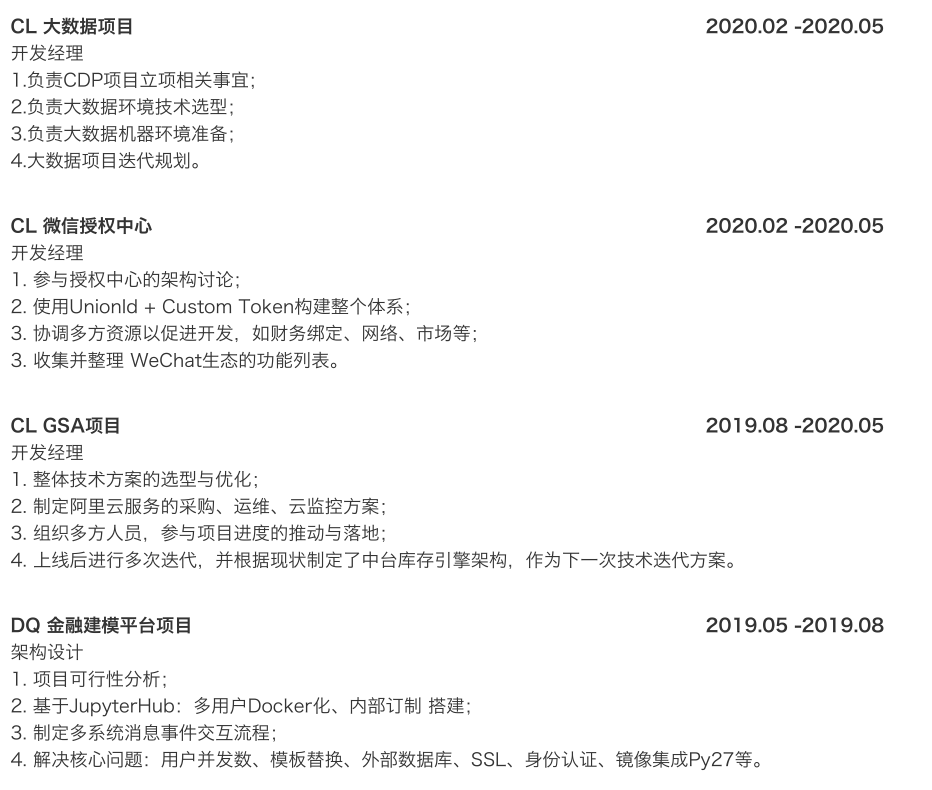 CL 大数据项目 2020.02 -2020.05
开发经理
1.负责CDP项目立项相关事宜；
2.负责大数据环境技术选型；
3.负责大数据机器环境准备；
4.大数据项目迭代规划。
CL 微信授权中心 2020.02 -2020.05
开发经理
1. 参与授权中心的架构讨论；
2. 使用UnionId + Custom Token构建整个体系；
3. 协调多方资源以促进开发，如财务绑定、网络、市场等；
3. 收集并整理 WeChat生态的功能列表。
CL GSA项目 2019.08 -2020.05
开发经理
1. 整体技术方案的选型与优化；
2. 制定阿里云服务的采购、运维、云监控方案；
3. 组织多方人员，参与项目进度的推动与落地；
4. 上线后进行多次迭代，并根据现状制定了中台库存引擎架构，作为下一次技术迭代方案。
DQ 金融建模平台项目 2019.05 -2019.08
架构设计
1. 项目可行性分析；
2. 基于JupyterHub：多用户Docker化、内部订制 搭建；
3. 制定多系统消息事件交互流程；
4. 解决核心问题：用户并发数、模板替换、外部数据库、SSL、身份认证、镜像集成Py27等。